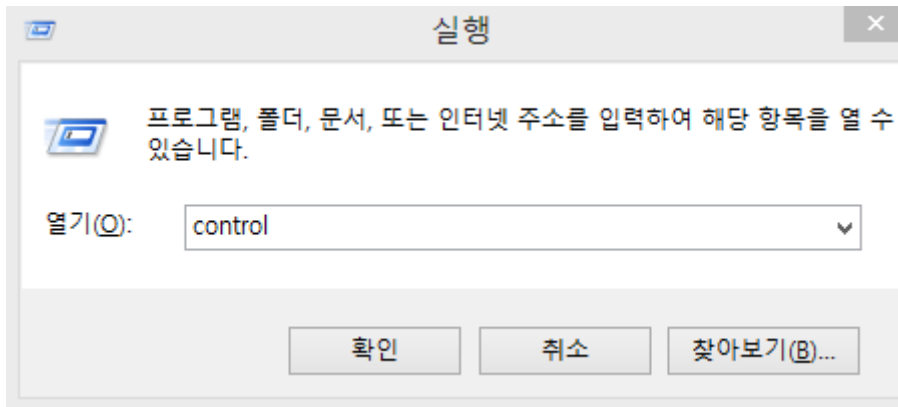 실행
프로그램, 폴더, 문서, 또는 인터넷 주소를 입력하여 해당 항목을 열 수
있습니다.
열기(O): control
확인 취소 찾아보기(B)...